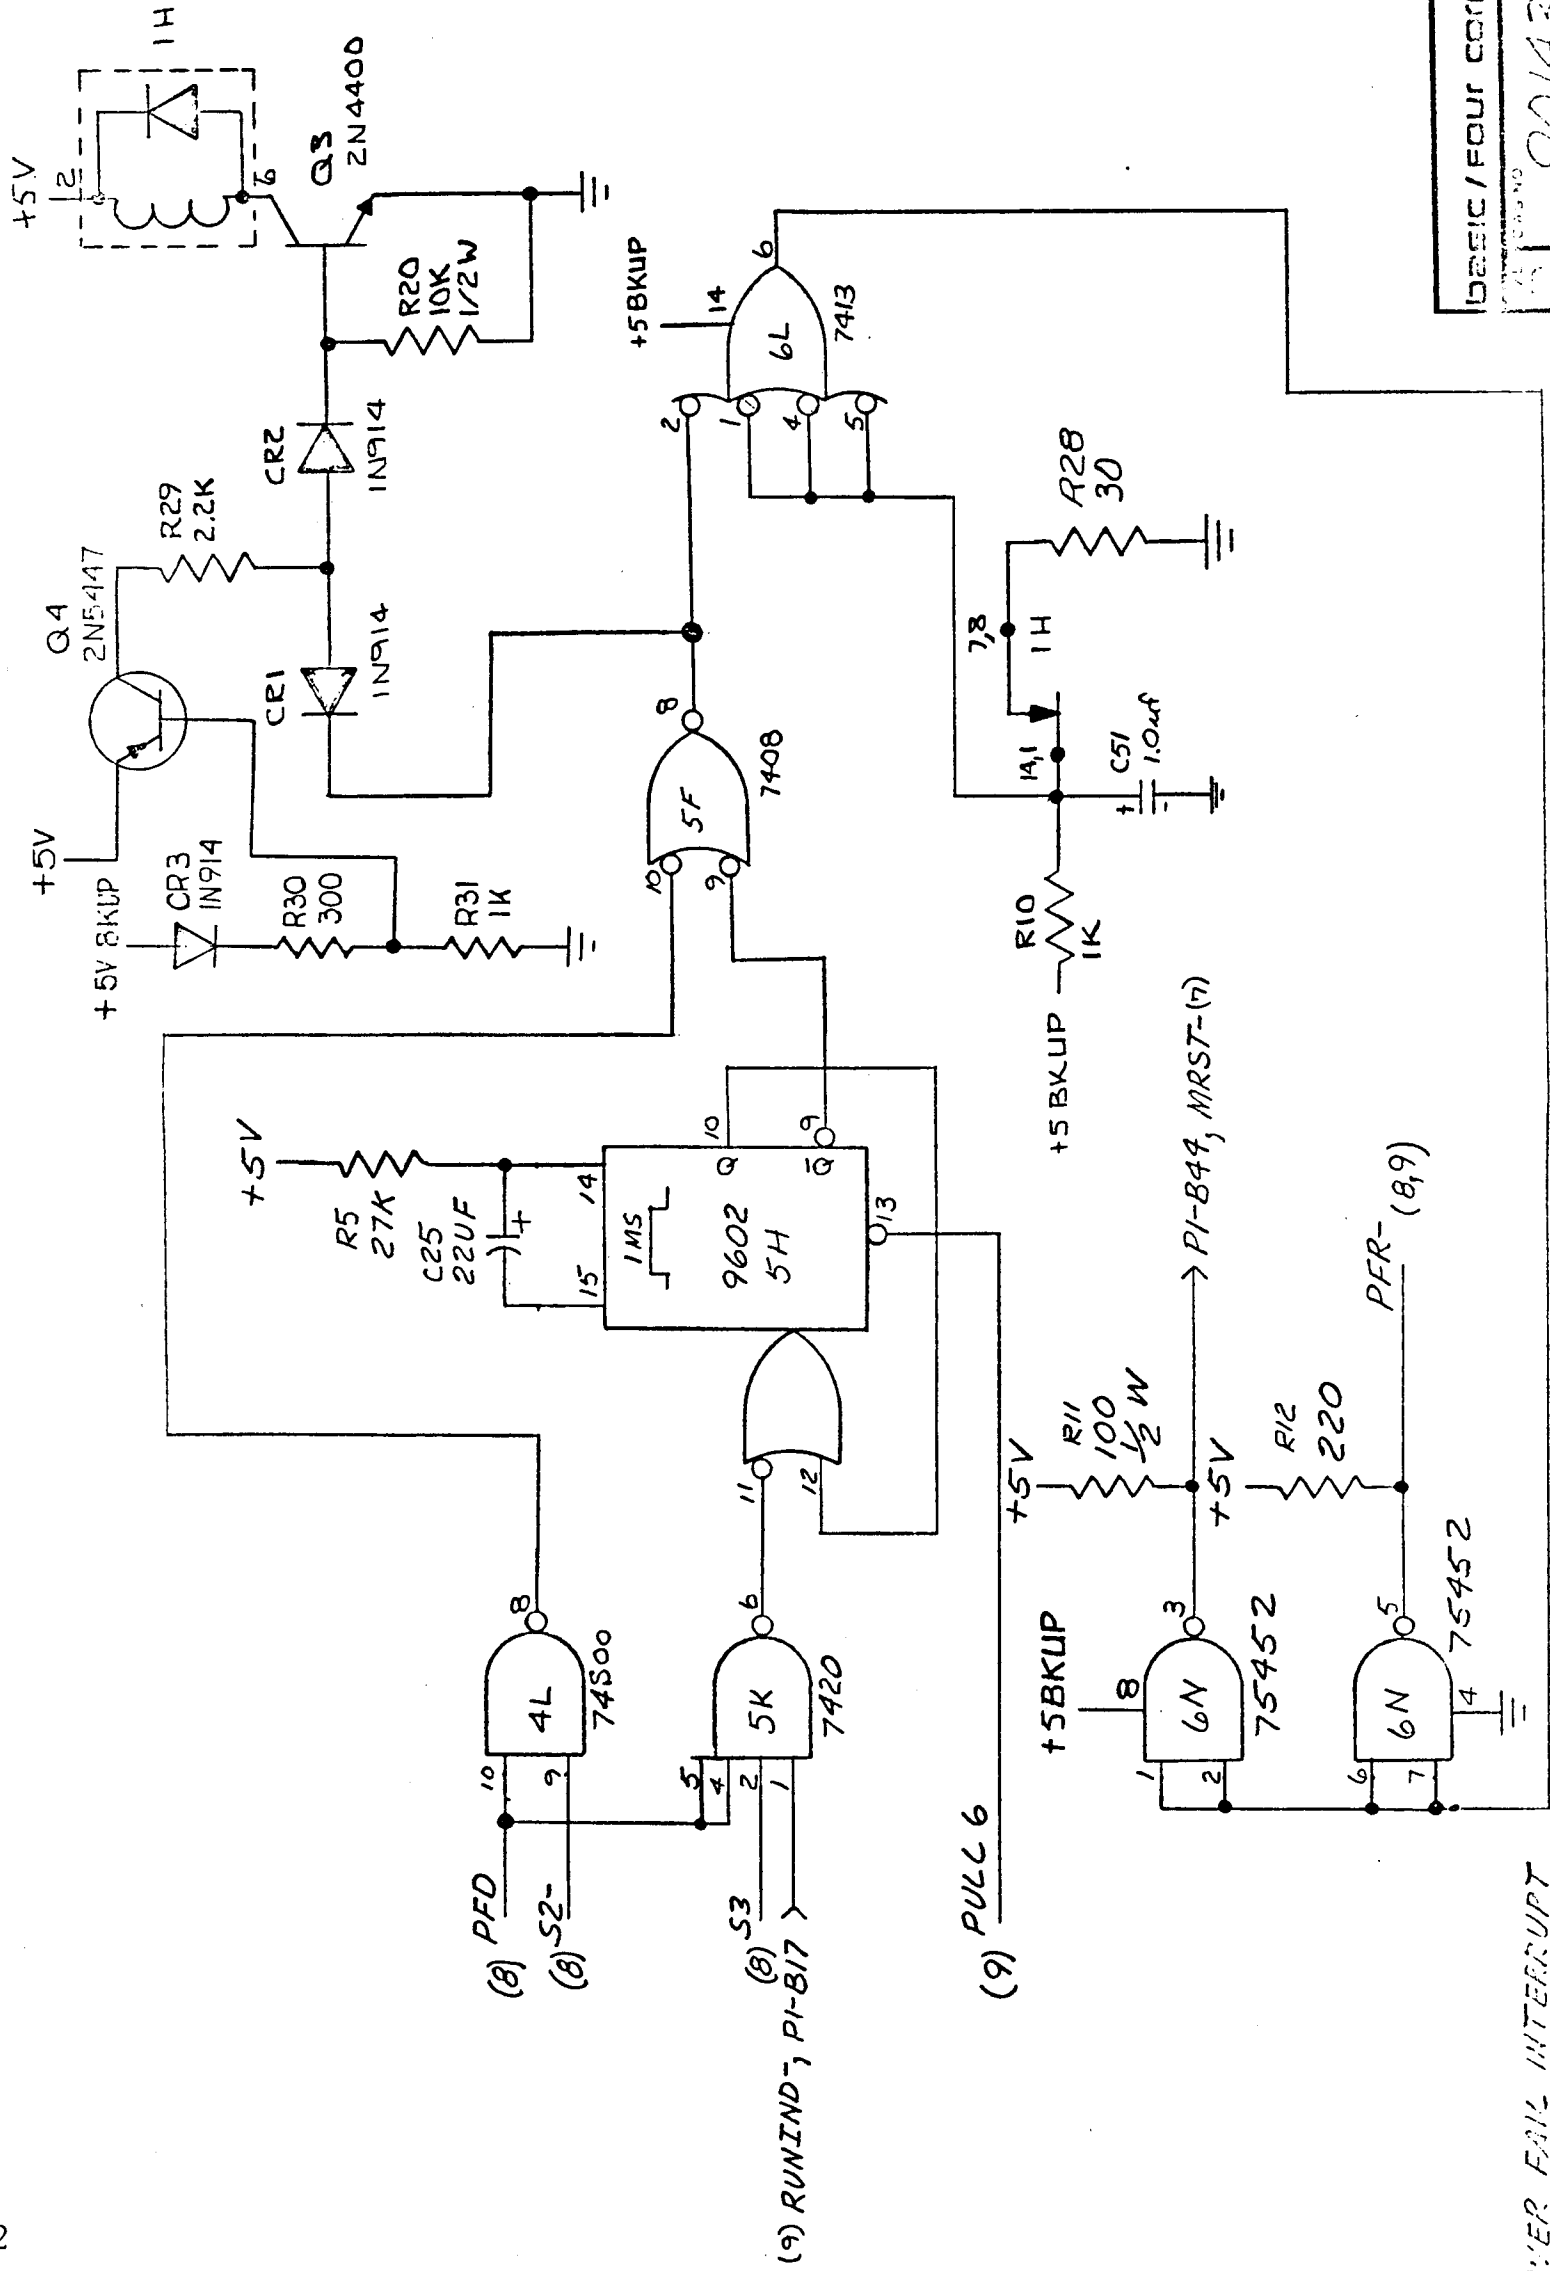 +5V
2
6
1H
Q3
2N4400
R20
10K
1/2W
CR2
1N914
R29
2.2K
Q4
2N5447
CR1
1N914
+5V
+5V BKUP
CR3
1N914
R30
300
R31
1K
+5BKUP
14
2
1
4
5
6L
6
7413
8
10
9
5F
7408
R28
30
7,8
1H
14,1
C51
1.0uf
+
-
R10
1K
+5 BKUP
+5V
R5
27K
C25
22UF
+
14
15
1MS
9602
5H
Q
10
Q̅
9
13
11
12
(8) PFD
(8) S2-
10
9
4L
8
74S00
5
4
2
1
5K
6
7420
(8) S3
(9) RUNIND-, P1-B17
(9) PULL 6
+5BKUP
8
1
2
6N
3
75452
+5V
R11
100
1/2 W
P1-B44, MRST-(7)
6
7
6N
4
5
75452
+5V
R12
220
PFR-
(8,9)
FAIL INTERRUPT
basic / Four
2